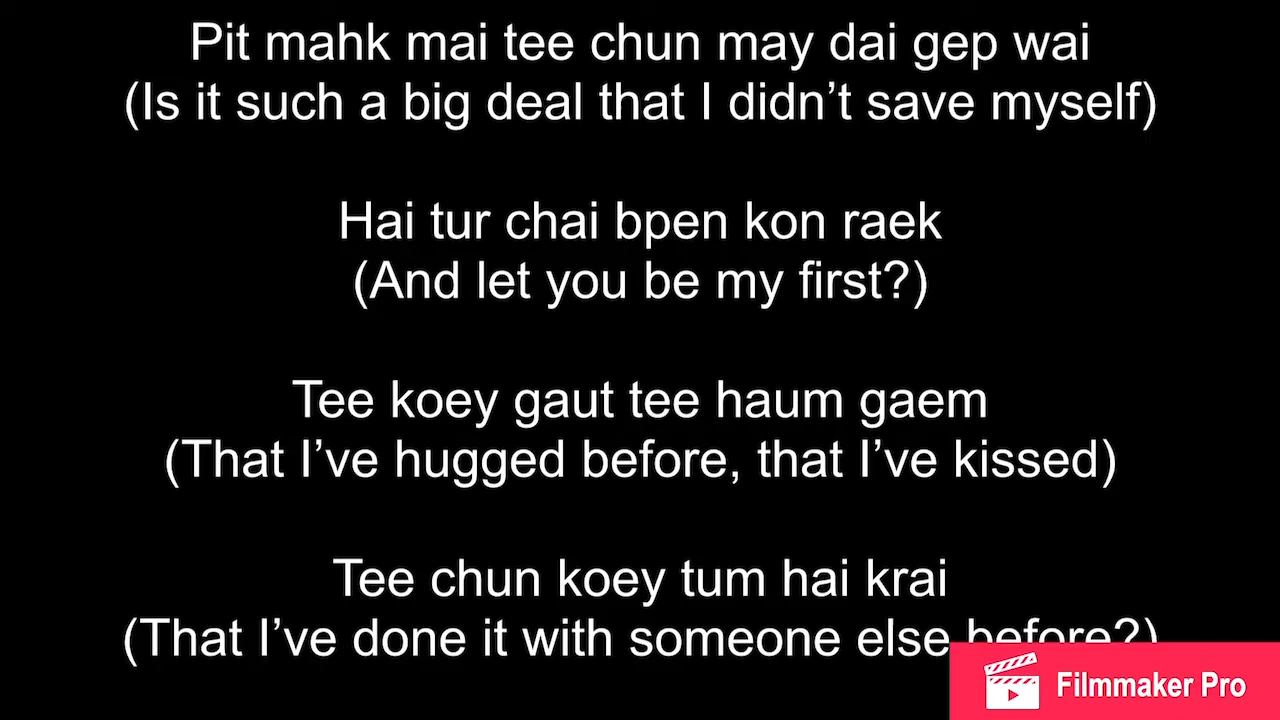 Pit mahk mai tee chun may dai gep wai
(Is it such a big deal that I didn’t save myself)
Hai tur chai bpen kon raek
(And let you be my first?)
Tee koey gaut tee haum gaem
(That I’ve hugged before, that I’ve kissed)
Tee chun koey tum hai krai
(That I’ve done it with someone else before?)
Filmmaker Pro